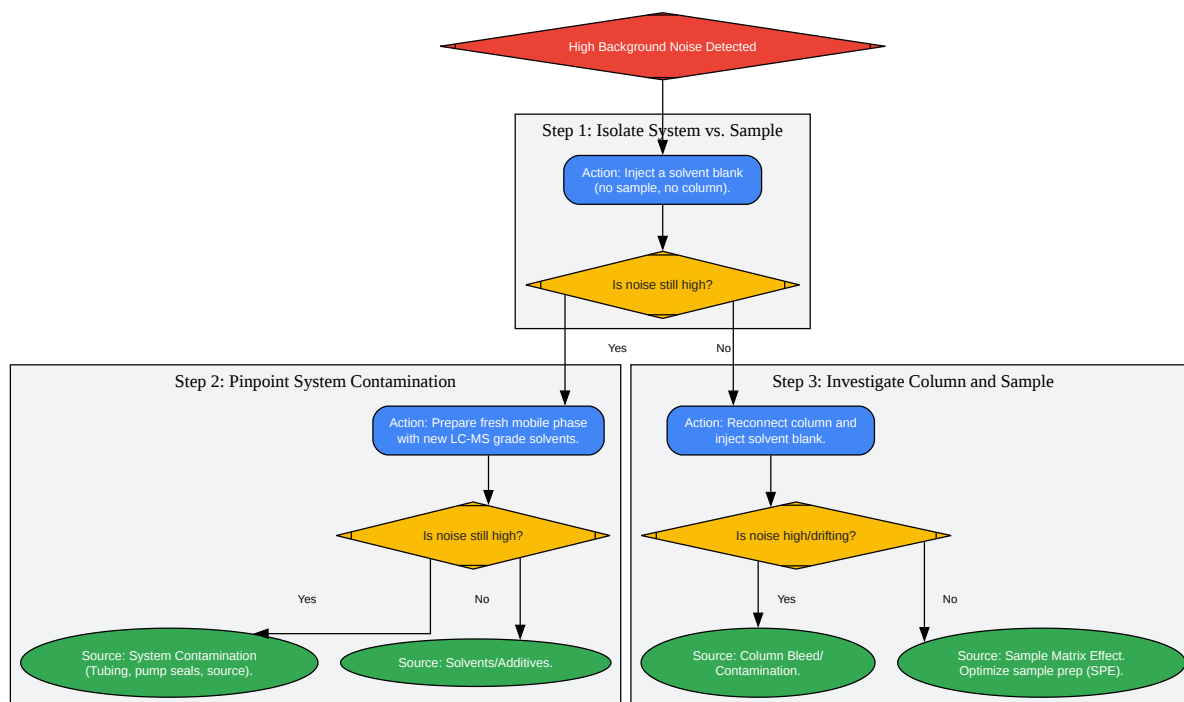 High Background Noise Detected
Step 1: Isolate System vs. Sample
Action: Inject a solvent blank
(no sample, no column).
Is noise still high?
Yes
No
Step 2: Pinpoint System Contamination
Action: Prepare fresh mobile phase
with new LC-MS grade solvents.
Is noise still high?
Yes
No
Source: System Contamination
(Tubing, pump seals, source).
Source: Solvents/Additives.
Step 3: Investigate Column and Sample
Action: Reconnect column and
inject solvent blank.
Is noise high/drifting?
Yes
No
Source: Column Bleed/
Contamination.
Source: Sample Matrix Effect.
Optimize sample prep (SPE).